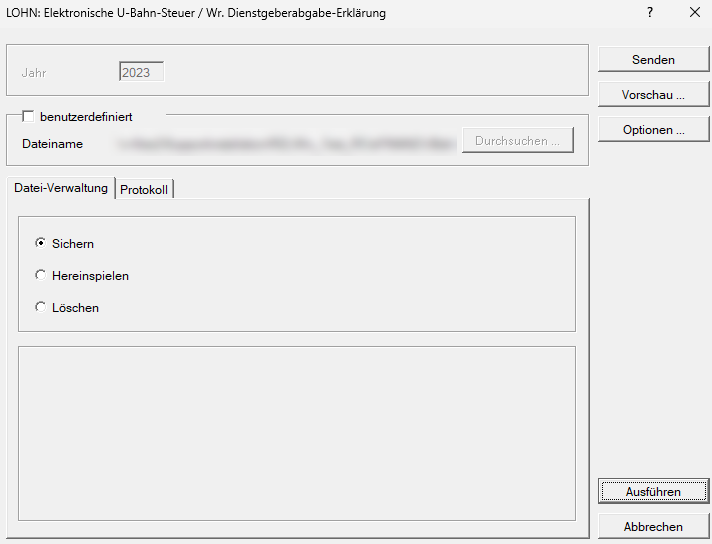 LOHN: Elektronische U-Bahn-Steuer / Wr. Dienstgeberabgabe-Erklärung ?
Jahr 2023
Senden
Vorschau ...
Optionen ...
benutzerdefiniert
Dateiname
Durchsuchen ...
Datei-Verwaltung Protokoll
Sichern
Hereinspielen
Löschen
Ausführen
Abbrechen